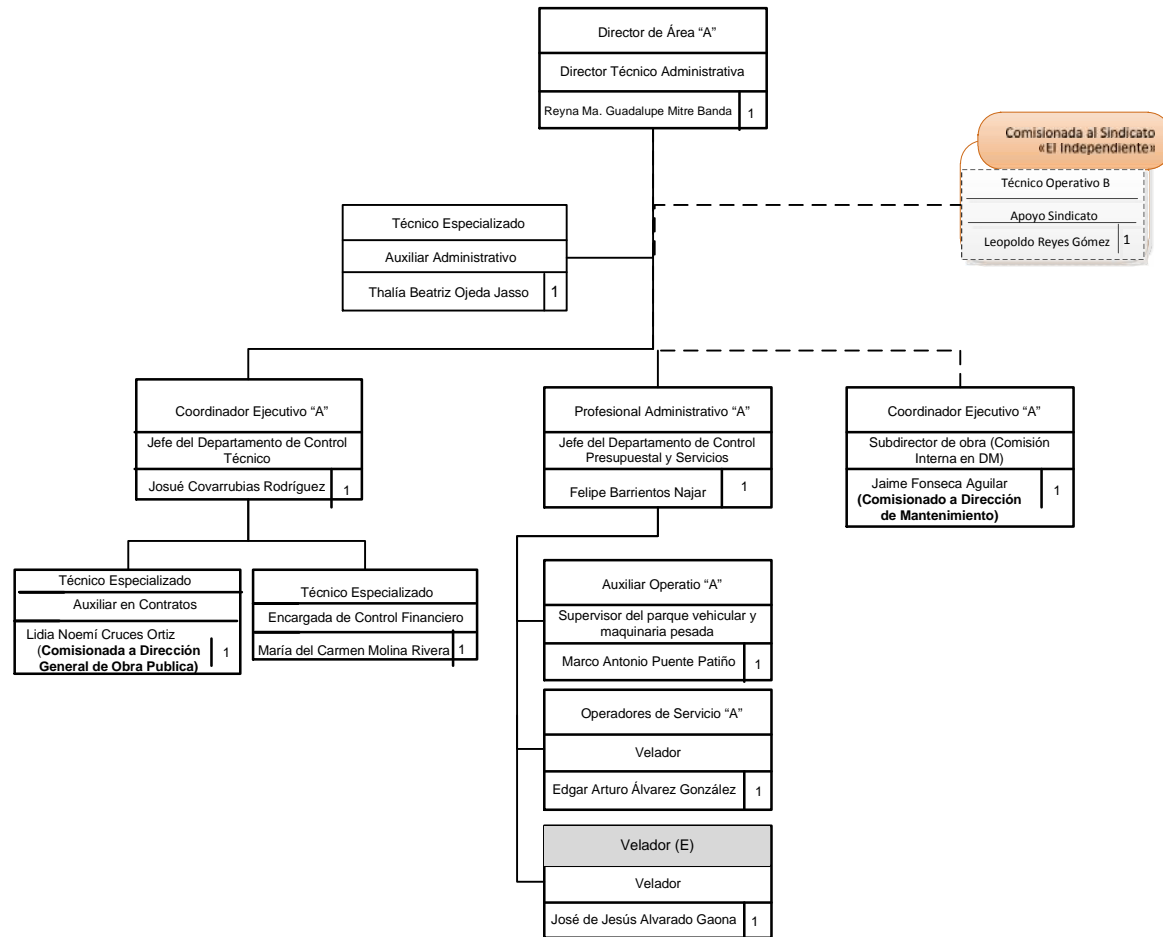 Director de Área “A”
Director Técnico Administrativa
Reyna Ma. Guadalupe Mitre Banda 1
Comisionada al Sindicato
«El Independiente»
Técnico Operativo B
Apoyo Sindicato
Leopoldo Reyes Gómez 1
Técnico Especializado
Auxiliar Administrativo
Thalía Beatriz Ojeda Jasso 1
Coordinador Ejecutivo “A”
Jefe del Departamento de Control
Técnico
Josué Covarrubias Rodríguez 1
Profesional Administrativo “A”
Jefe del Departamento de Control
Presupuestal y Servicios
Felipe Barrientos Najar 1
Coordinador Ejecutivo “A”
Subdirector de obra (Comisión
Interna en DM)
Jaime Fonseca Aguilar 1
(Comisionado a Dirección
de Mantenimiento)
Técnico Especializado
Auxiliar en Contratos
Lidia Noemí Cruces Ortiz
(Comisionada a Dirección 1
General de Obra Publica)
Técnico Especializado
Encargada de Control Financiero
María del Carmen Molina Rivera 1
Auxiliar Operatio “A”
Supervisor del parque vehicular y
maquinaria pesada
Marco Antonio Puente Patiño 1
Operadores de Servicio “A”
Velador
Edgar Arturo Álvarez González 1
Velador (E)
Velador
José de Jesús Alvarado Gaona 1